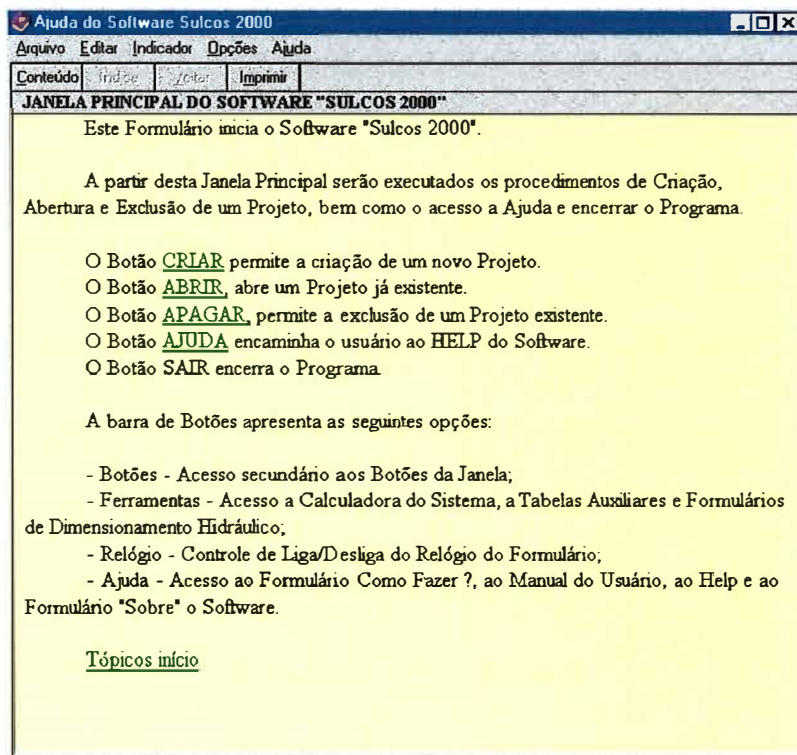 Ajuda do Software Sulcos 2000
Arquivo Editar Indicador Opções Ajuda
Conteúdo Índice Voltar Imprimir
JANELA PRINCIPAL DO SOFTWARE "SULCOS 2000"
Este Formulário inicia o Software "Sulcos 2000".
A partir desta Janela Principal serão executados os procedimentos de Criação,
Abertura e Exclusão de um Projeto, bem como o acesso a Ajuda e encerrar o Programa.
O Botão CRIAR permite a criação de um novo Projeto.
O Botão ABRIR, abre um Projeto já existente.
O Botão APAGAR, permite a exclusão de um Projeto existente.
O Botão AJUDA encaminha o usuário ao HELP do Software.
O Botão SAIR encerra o Programa.
A barra de Botões apresenta as seguintes opções:
- Botões - Acesso secundário aos Botões da Janela;
- Ferramentas - Acesso a Calculadora do Sistema, a Tabelas Auxiliares e Formulários
de Dimensionamento Hidráulico;
- Relógio - Controle de Liga/Desliga do Relógio do Formulário;
- Ajuda - Acesso ao Formulário Como Fazer ?, ao Manual do Usuário, ao Help e ao
Formulário "Sobre" o Software.
Tópicos início